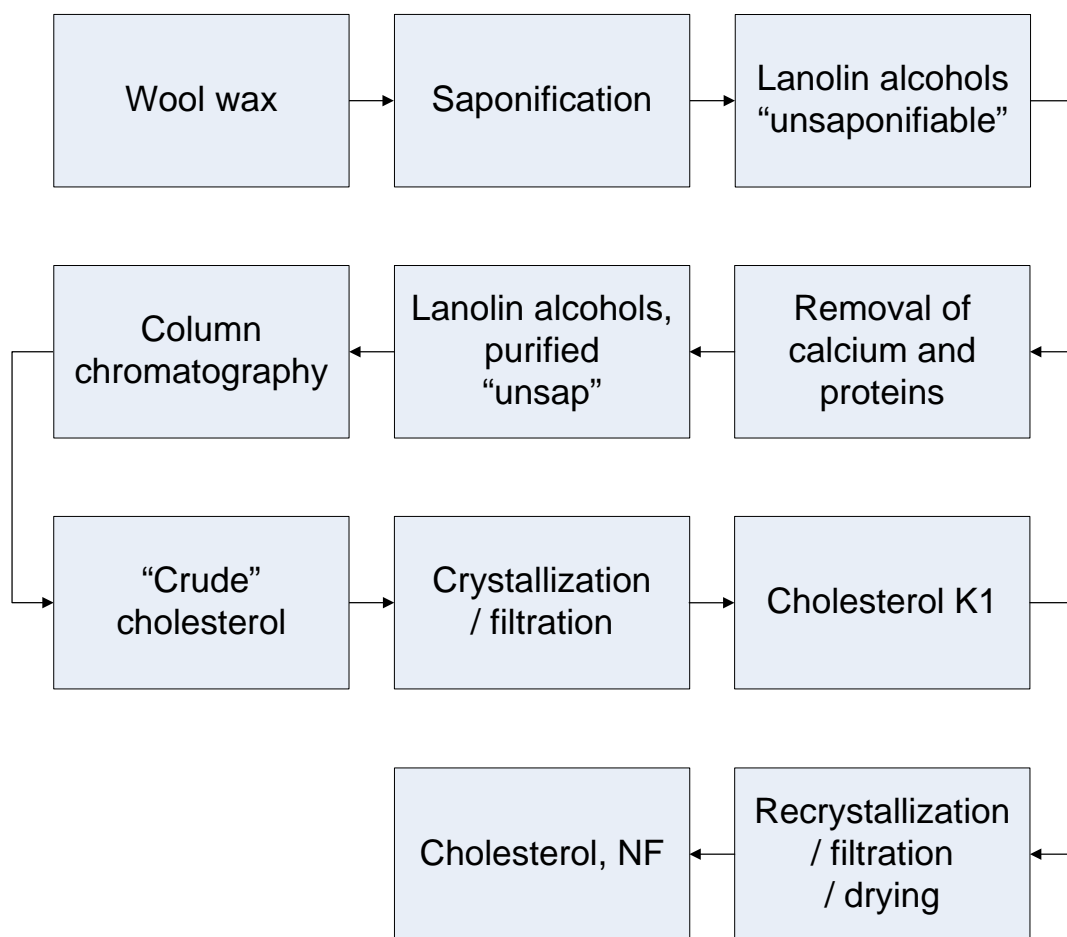 Wool wax
Saponification
Lanolin alcohols
“unsaponifiable”
Removal of
calcium and
proteins
Lanolin alcohols,
purified
“unsap”
Column
chromatography
“Crude”
cholesterol
Crystallization
/ filtration
Cholesterol K1
Recrystallization
/ filtration
/ drying
Cholesterol, NF